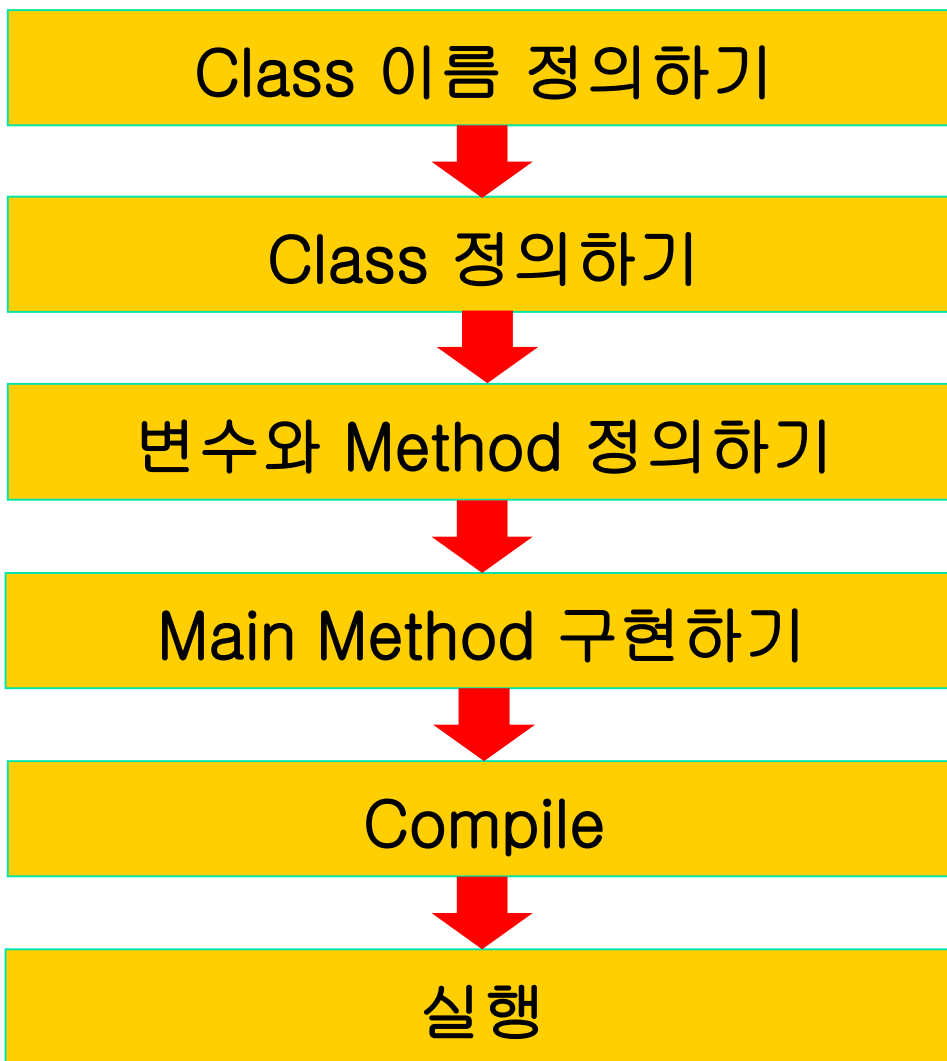 Class 이름 정의하기
Class 정의하기
변수와 Method 정의하기
Main Method 구현하기
Compile
실행